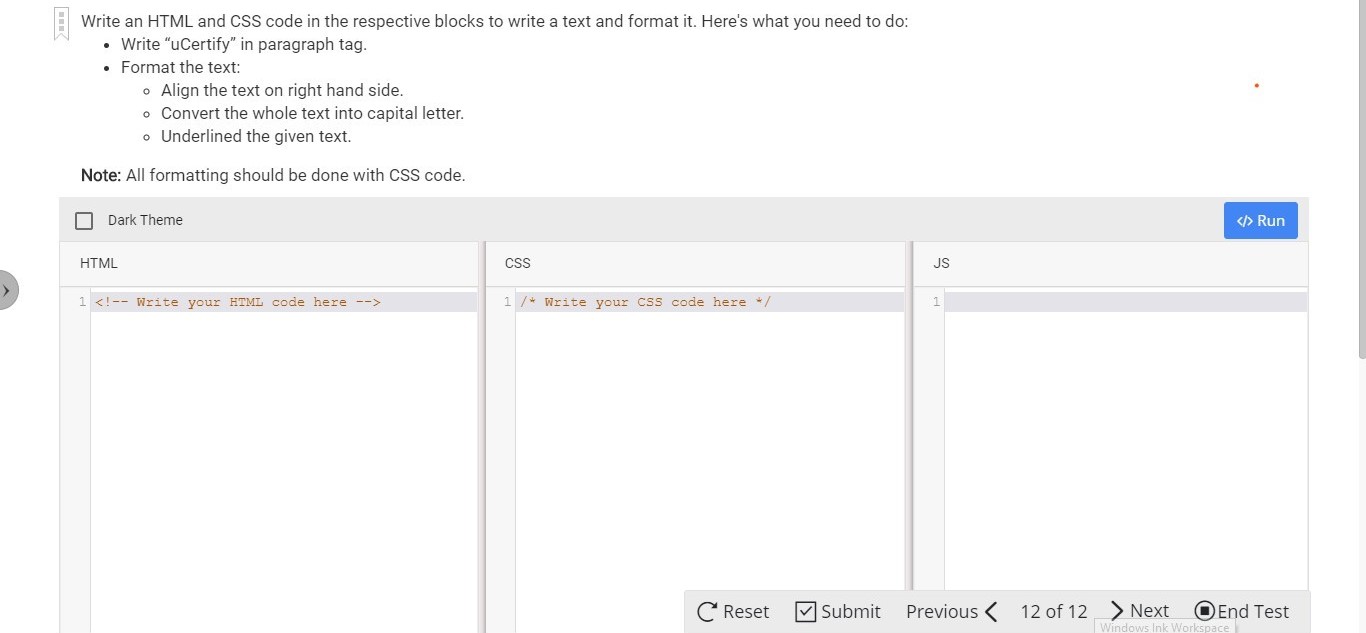 Write an HTML and CSS code in the respective blocks to write a text and format it. Here's what you need to do:
• Write “uCertify” in paragraph tag.
• Format the text:
○ Align the text on right hand side.
○ Convert the whole text into capital letter.
○ Underlined the given text.
Note: All formatting should be done with CSS code.
Dark Theme
</> Run
HTML
CSS
JS
1 <!-- Write your HTML code here -->
1 /* Write your CSS code here */
1
Reset Submit Previous 12 of 12 Next End Test
Windows Ink Workspace